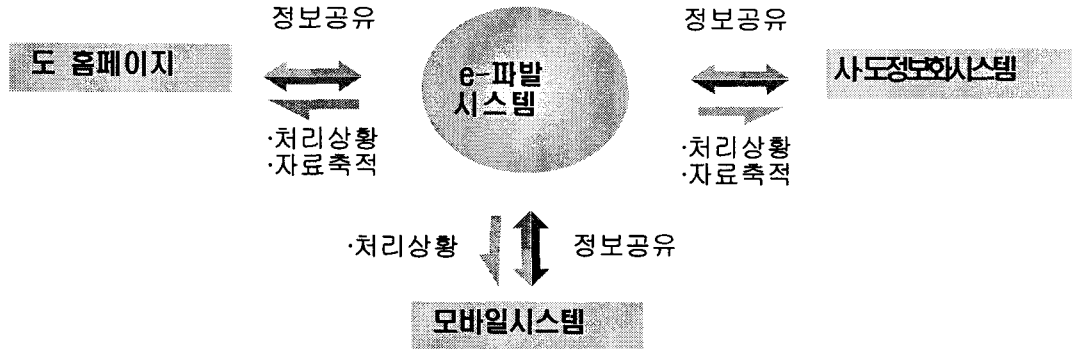 정보공유
정보공유
도 홈페이지
e-파발
시스템
시·도정보화시스템
·처리상황
·자료축적
·처리상황
·자료축적
·처리상황
정보공유
모바일시스템